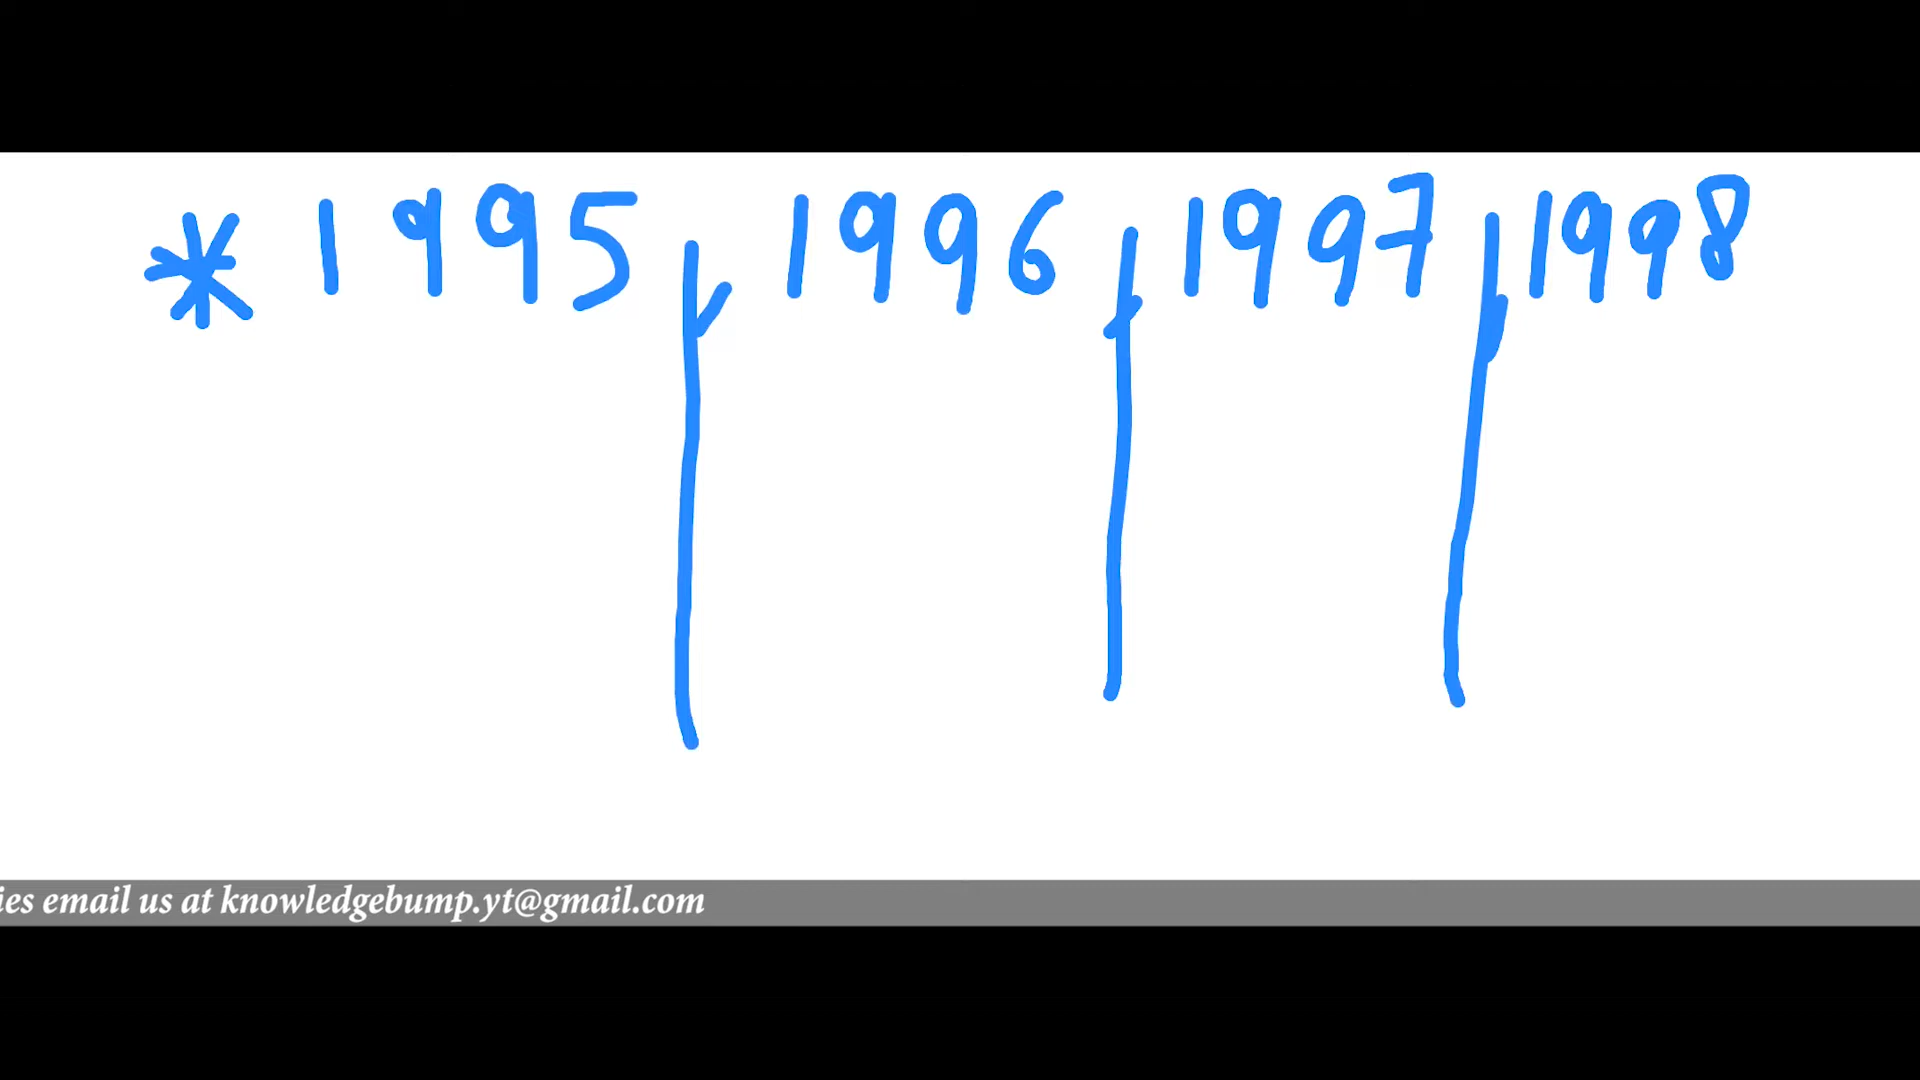 * 1995, 1996, 1997, 1998
ies email us at knowledgebump.yt@gmail.com